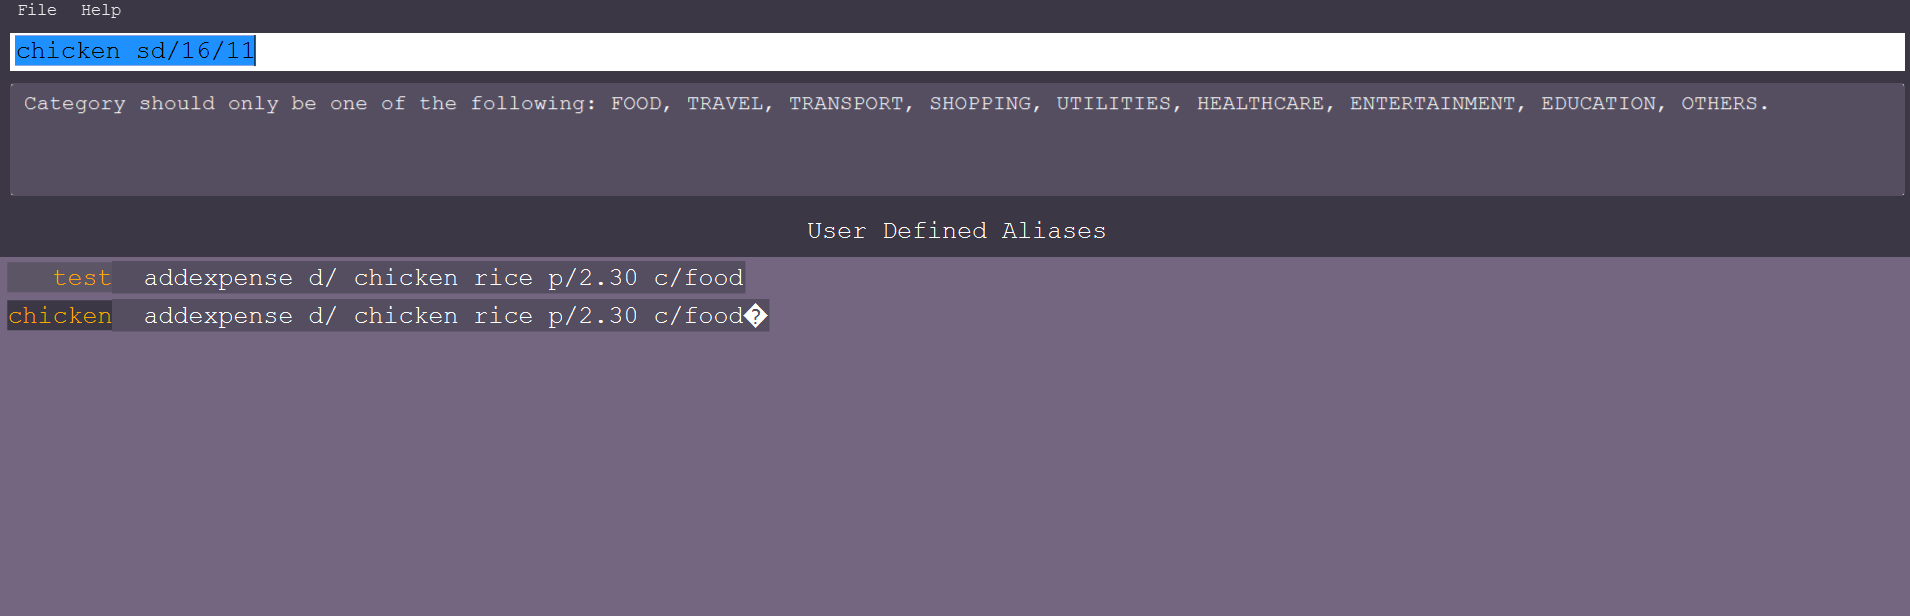 File Help
chicken sd/16/11
Category should only be one of the following: FOOD, TRAVEL, TRANSPORT, SHOPPING, UTILITIES, HEALTHCARE, ENTERTAINMENT, EDUCATION, OTHERS.
User Defined Aliases
test addexpense d/ chicken rice p/2.30 c/food
chicken addexpense d/ chicken rice p/2.30 c/food�